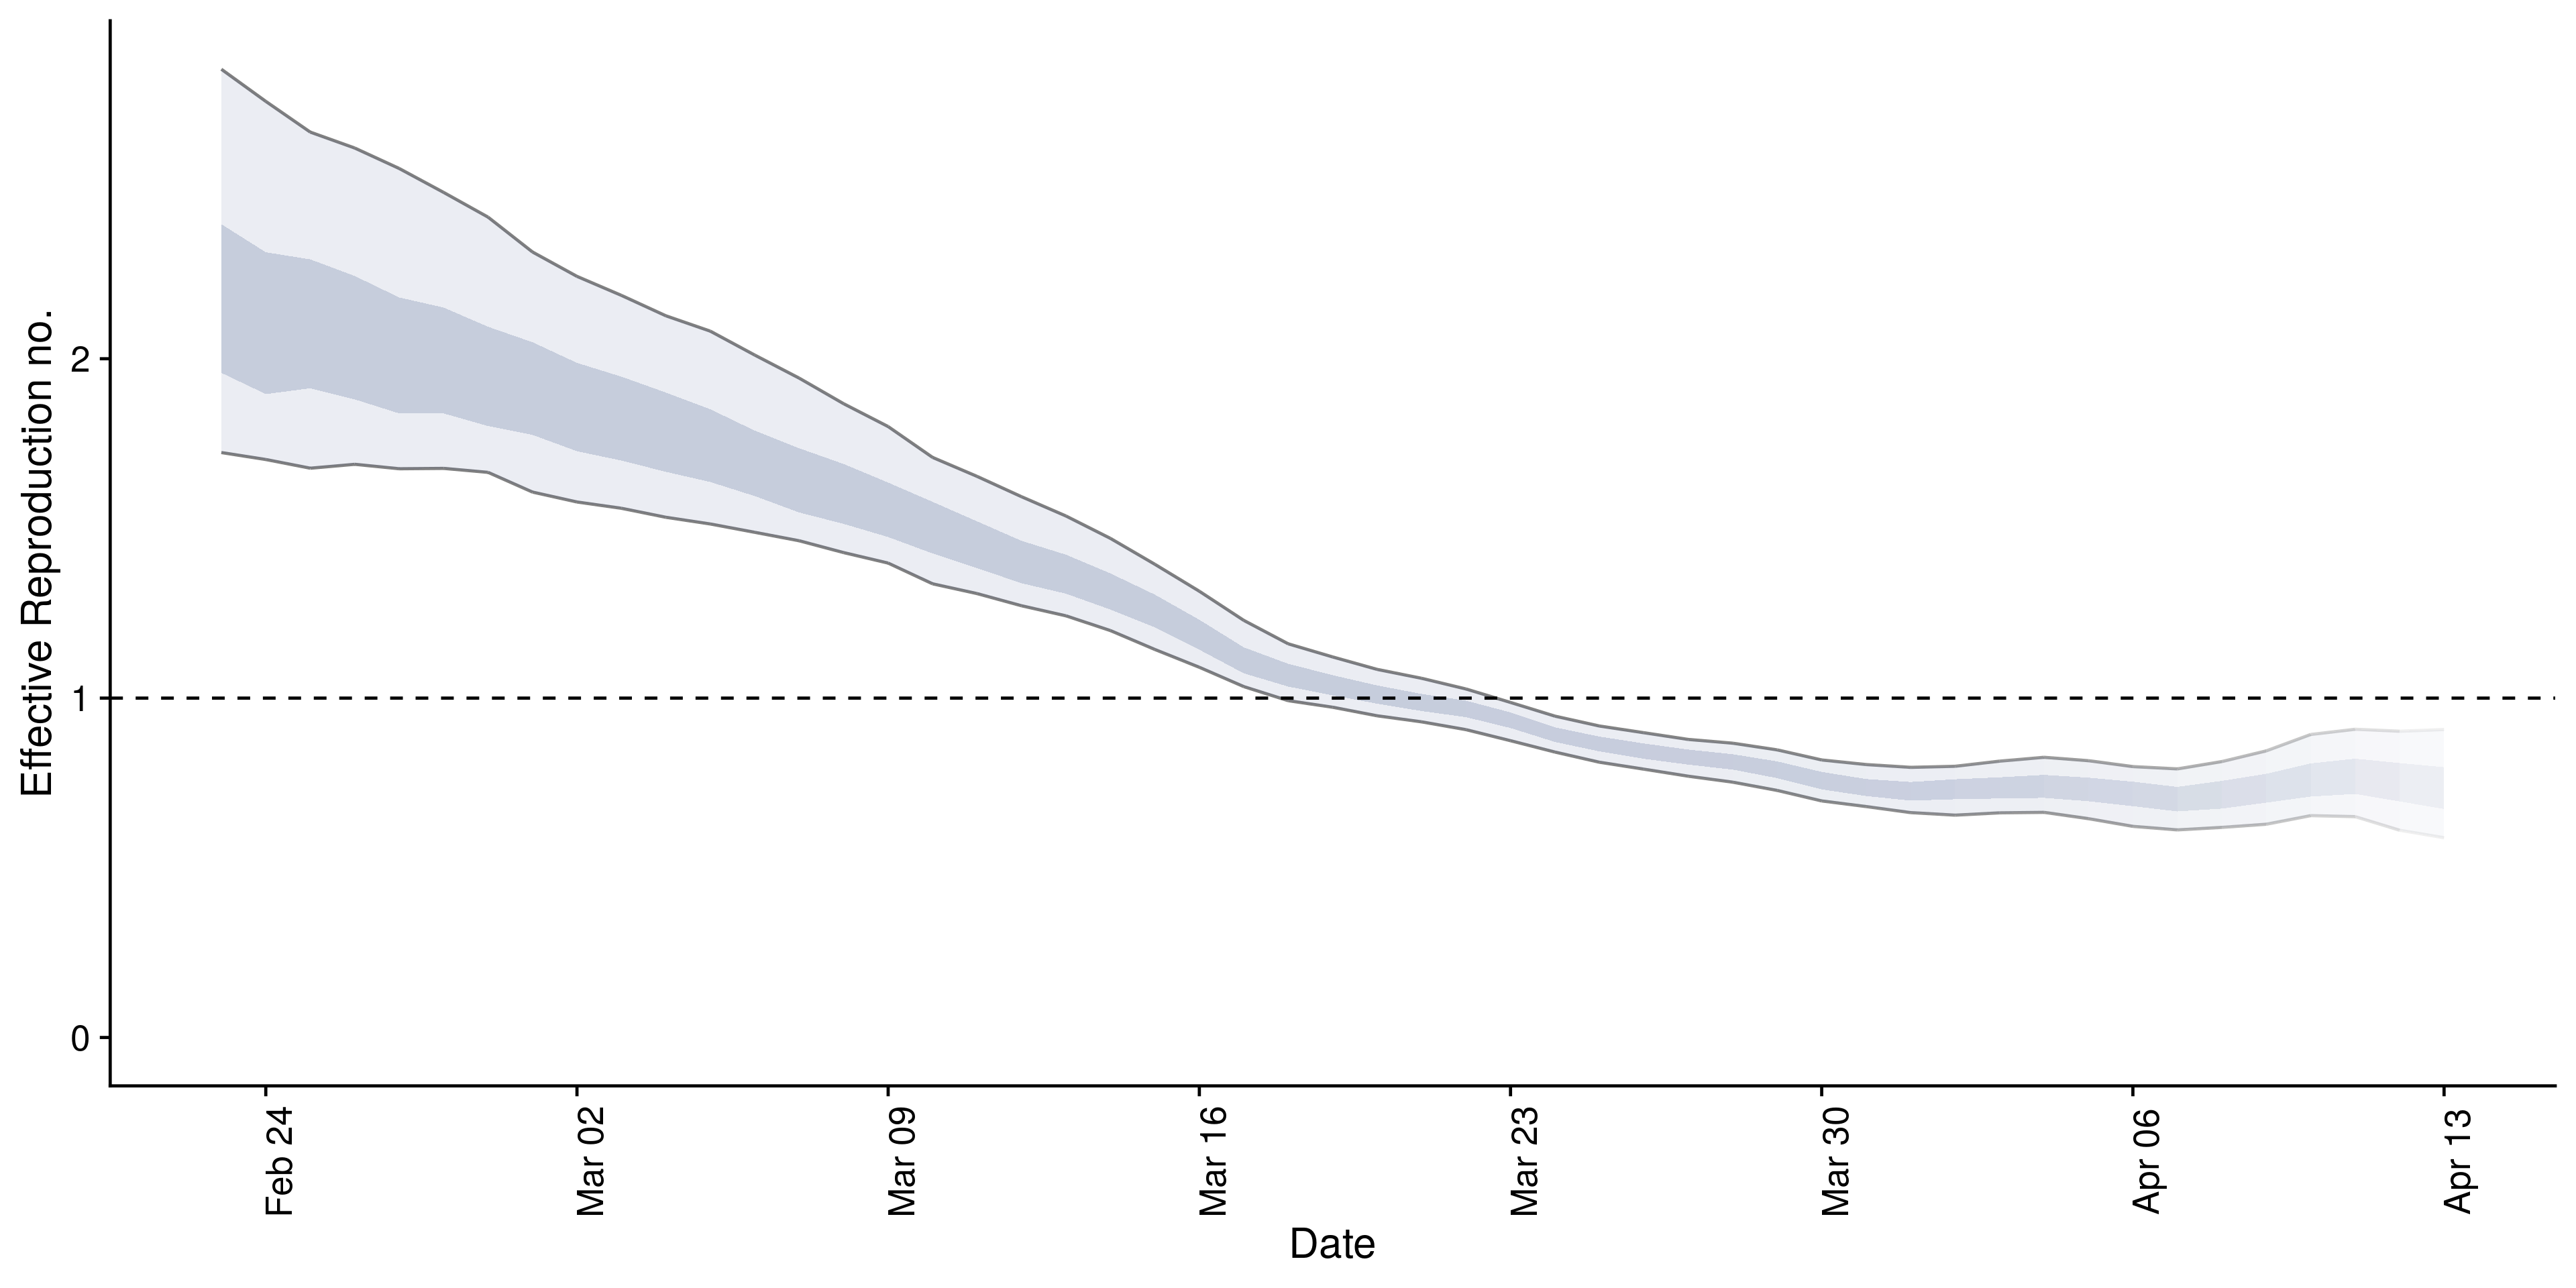 Effective Reproduction no.
2
1
0
Feb 24
Mar 02
Mar 09
Mar 16
Mar 23
Mar 30
Apr 06
Apr 13
Date